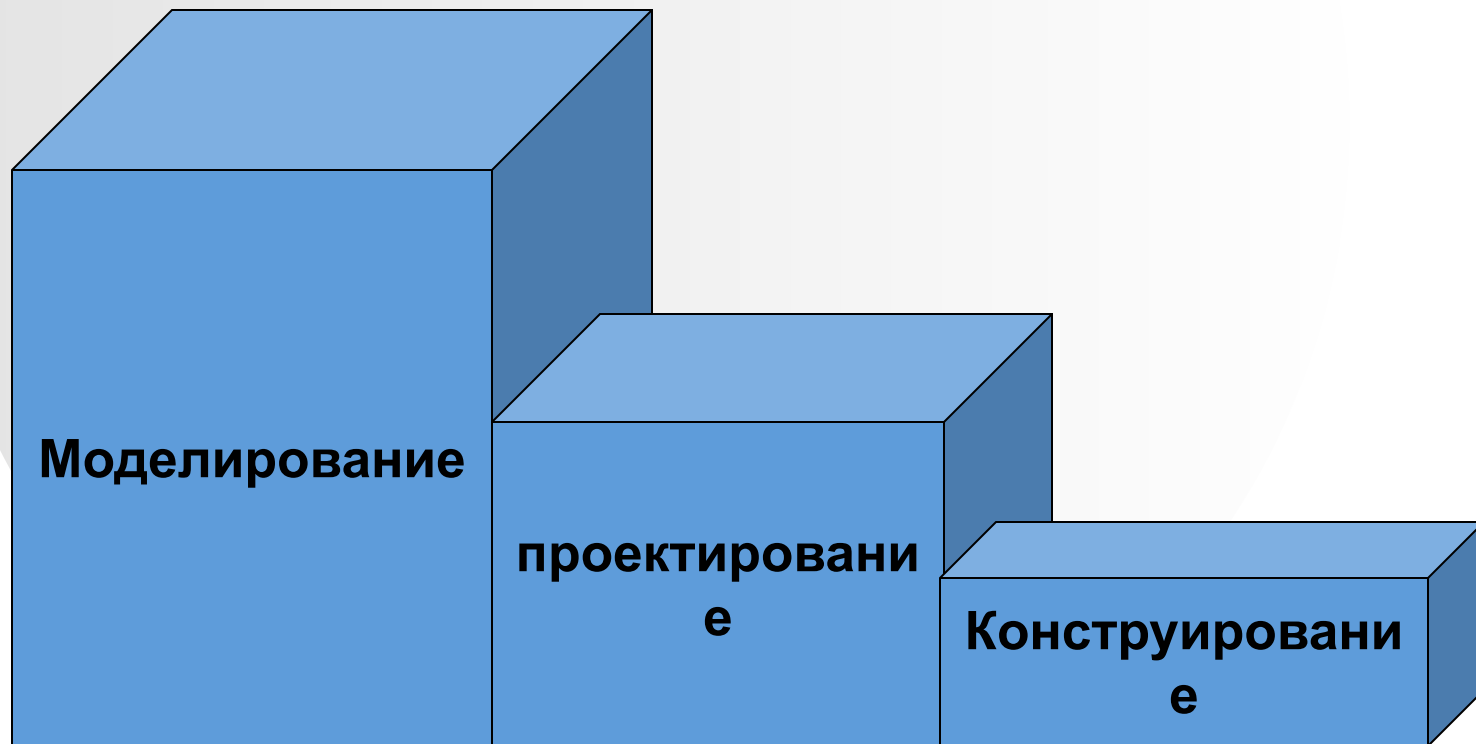 Моделирование
проектировани
е
Конструировани
е